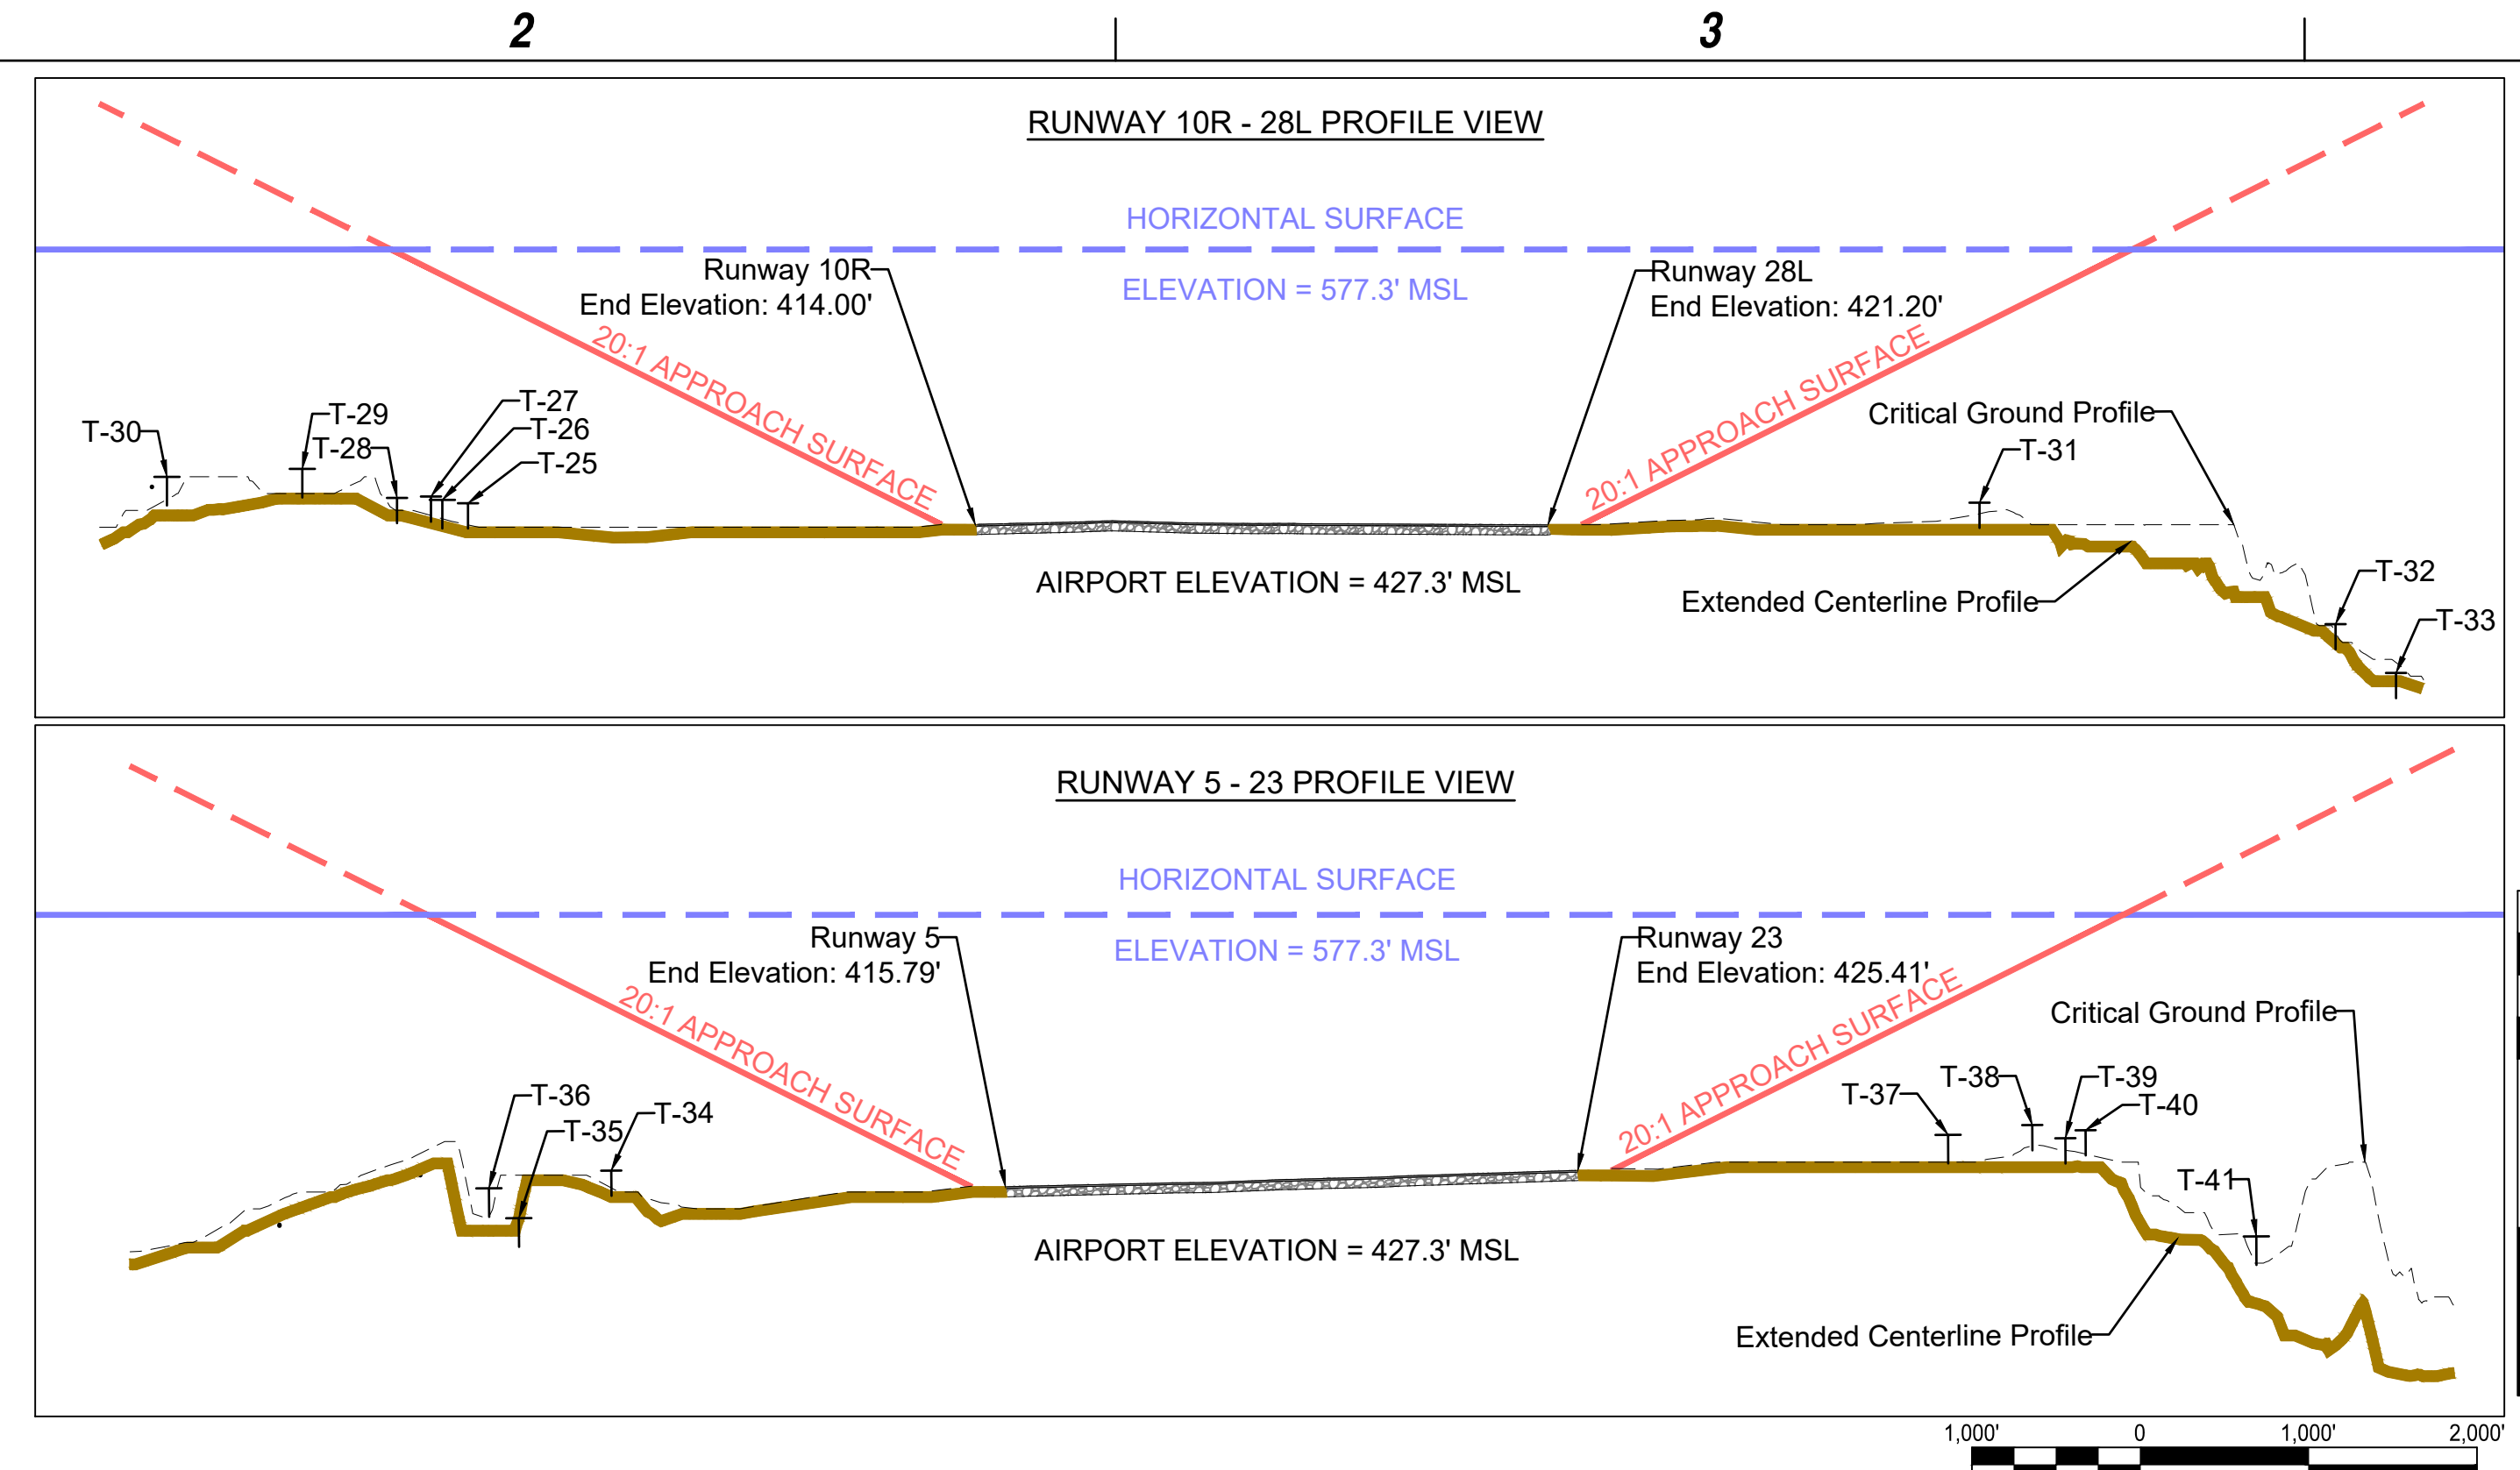 2
3
RUNWAY 10R - 28L PROFILE VIEW
HORIZONTAL SURFACE
ELEVATION = 577.3' MSL
Runway 10R
End Elevation: 414.00'
Runway 28L
End Elevation: 421.20'
20:1 APPROACH SURFACE
20:1 APPROACH SURFACE
T-30
T-29
T-28
T-27
T-26
T-25
Critical Ground Profile
T-31
AIRPORT ELEVATION = 427.3' MSL
Extended Centerline Profile
T-32
T-33
RUNWAY 5 - 23 PROFILE VIEW
HORIZONTAL SURFACE
ELEVATION = 577.3' MSL
Runway 5
End Elevation: 415.79'
Runway 23
End Elevation: 425.41'
20:1 APPROACH SURFACE
20:1 APPROACH SURFACE
Critical Ground Profile
T-36
T-35
T-34
T-37
T-38
T-39
T-40
T-41
AIRPORT ELEVATION = 427.3' MSL
Extended Centerline Profile
1,000' 0 1,000' 2,000'